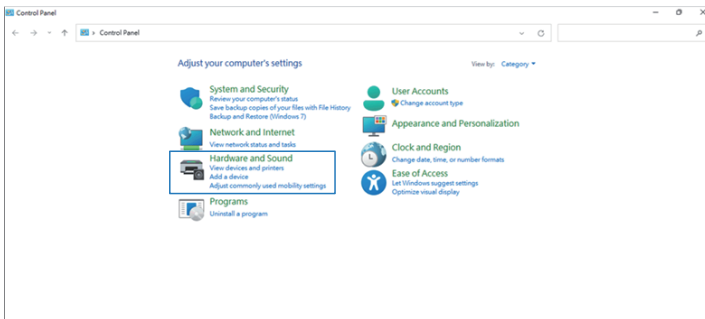 Control Panel
Control Panel
Adjust your computer's settings
View by: Category
System and Security
Review your computer's status
Save backup copies of your files with File History
Backup and Restore (Windows 7)
Network and Internet
View network status and tasks
Hardware and Sound
View devices and printers
Add a device
Adjust commonly used mobility settings
Programs
Uninstall a program
User Accounts
Change account type
Appearance and Personalization
Clock and Region
Change date, time, or number formats
Ease of Access
Let Windows suggest settings
Optimize visual display